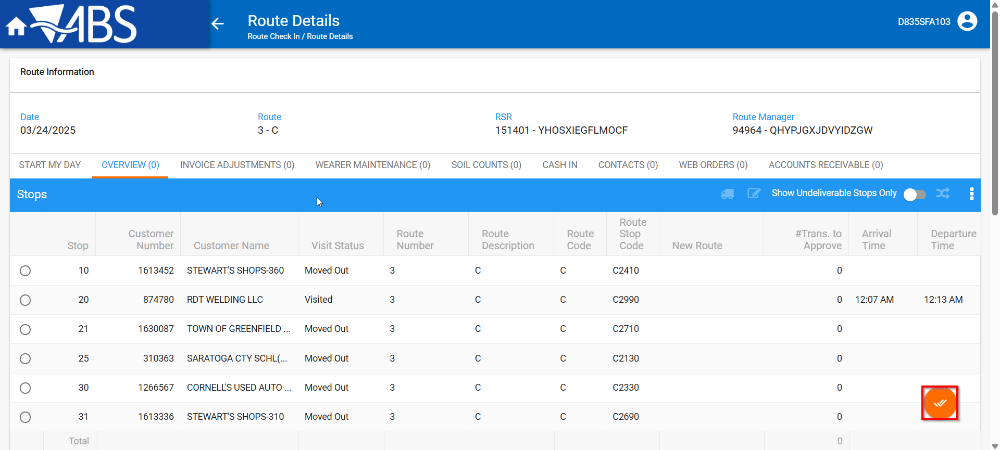 ABS
Route Details
Route Check In / Route Details
D835SFA103
Route Information
Date
03/24/2025
Route
3 - C
RSR
151401 - YHOSXIEGFLMOCF
Route Manager
94964 - QHYPJGXJDVYIDZGW
START MY DAY OVERVIEW (0) INVOICE ADJUSTMENTS (0) WEARER MAINTENANCE (0) SOIL COUNTS (0) CASH IN CONTACTS (0) WEB ORDERS (0) ACCOUNTS RECEIVABLE (0)
Stops Show Undeliverable Stops Only
Stop
Customer
Number
Customer Name
Visit Status
Route
Number
Route
Description
Route
Code
Route
Stop
Code
New Route
#Trans. to
Approve
Arrival
Time
Departure
Time
10 1613452 STEWART'S SHOPS-360 Moved Out 3 C C C2410 0
20 874780 RDT WELDING LLC Visited 3 C C C2990 0 12:07 AM 12:13 AM
21 1630087 TOWN OF GREENFIELD ... Moved Out 3 C C C2710 0
25 310363 SARATOGA CTY SCHL(... Moved Out 3 C C C2130 0
30 1266567 CORNELL'S USED AUTO ... Moved Out 3 C C C2330 0
31 1613336 STEWART'S SHOPS-310 Moved Out 3 C C C2690 0
Total 0